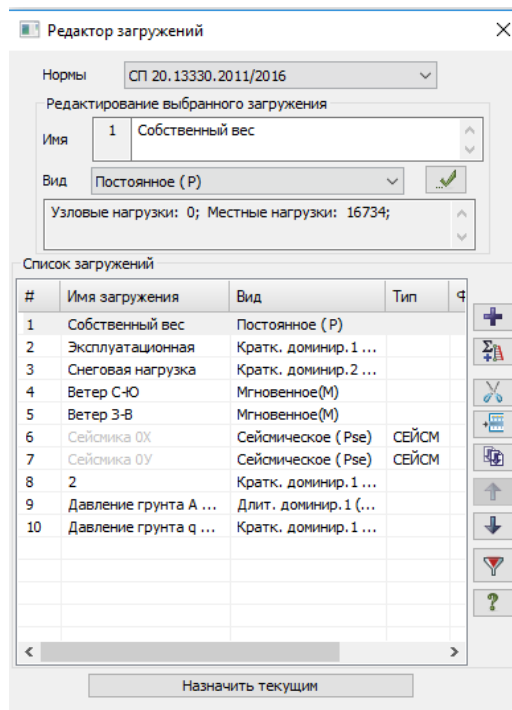 Редактор загружений
Нормы СП 20.13330.2011/2016
Редактирование выбранного загружения
Имя 1 Собственный вес
Вид Постоянное ( P)
Узловые нагрузки: 0; Местные нагрузки: 16734;
Список загружений
# Имя загружения Вид Тип
1 Собственный вес Постоянное ( P)
2 Эксплуатационная Кратк. доминир.1 ...
3 Снеговая нагрузка Кратк. доминир.2 ...
4 Ветер С-Ю Мгновенное(М)
5 Ветер З-В Мгновенное(М)
6 Сейсмика 0X Сейсмическое ( Pse) СЕЙСМ
7 Сейсмика 0У Сейсмическое ( Pse) СЕЙСМ
8 2 Кратк. доминир.1 ...
9 Давление грунта А ... Длит. доминир.1 (...
10 Давление грунта q ... Кратк. доминир.1 ...
Назначить текущим